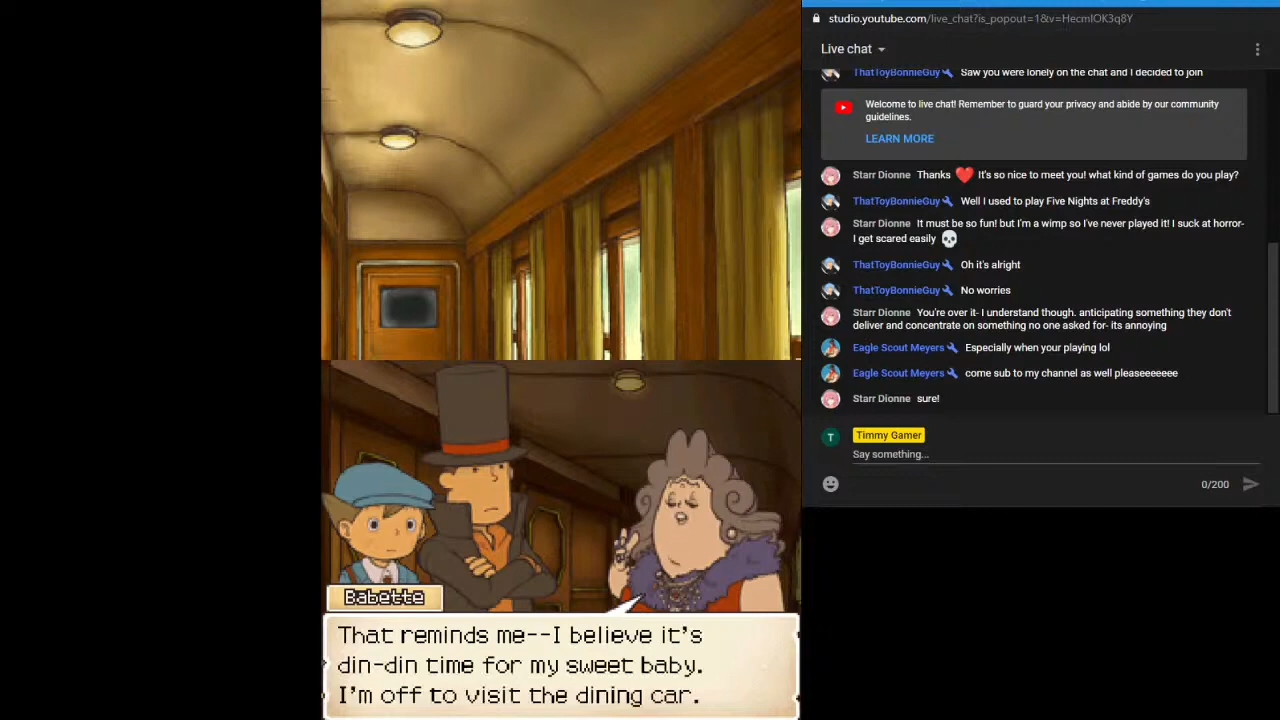 studio.youtube.com/live_chat?is_popout=1&v=HecmlOK3q8Y
Live chat
ThatToyBonnieGuy Saw you were lonely on the chat and I decided to join
Welcome to live chat! Remember to guard your privacy and abide by our community
guidelines.
LEARN MORE
Starr Dionne Thanks It's so nice to meet you! what kind of games do you play?
ThatToyBonnieGuy Well I used to play Five Nights at Freddy's
Starr Dionne It must be so fun! but I'm a wimp so I've never played it! I suck at horror-
I get scared easily
ThatToyBonnieGuy Oh it's alright
ThatToyBonnieGuy No worries
Starr Dionne You're over it- I understand though. anticipating something they don't
deliver and concentrate on something no one asked for- its annoying
Eagle Scout Meyers Especially when your playing lol
Eagle Scout Meyers come sub to my channel as well pleaseeeeeee
Starr Dionne sure!
T Timmy Gamer
Say something...
0/200
Babette
That reminds me--I believe it's
din-din time for my sweet baby.
I'm off to visit the dining car.